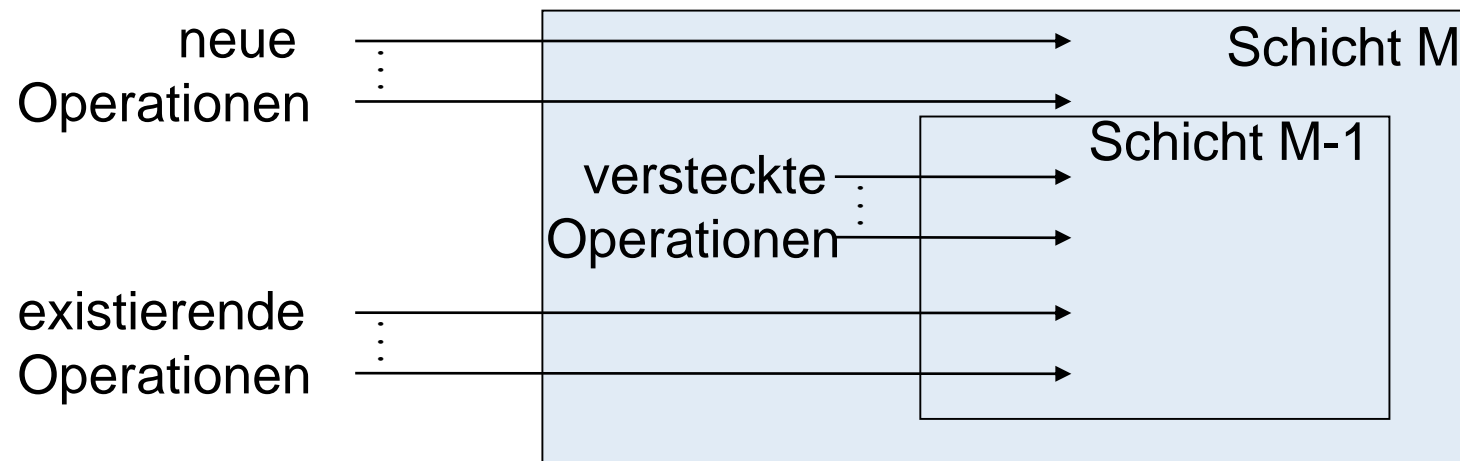 neue
Operationen
Schicht M
Schicht M-1
versteckte
Operationen
existierende
Operationen